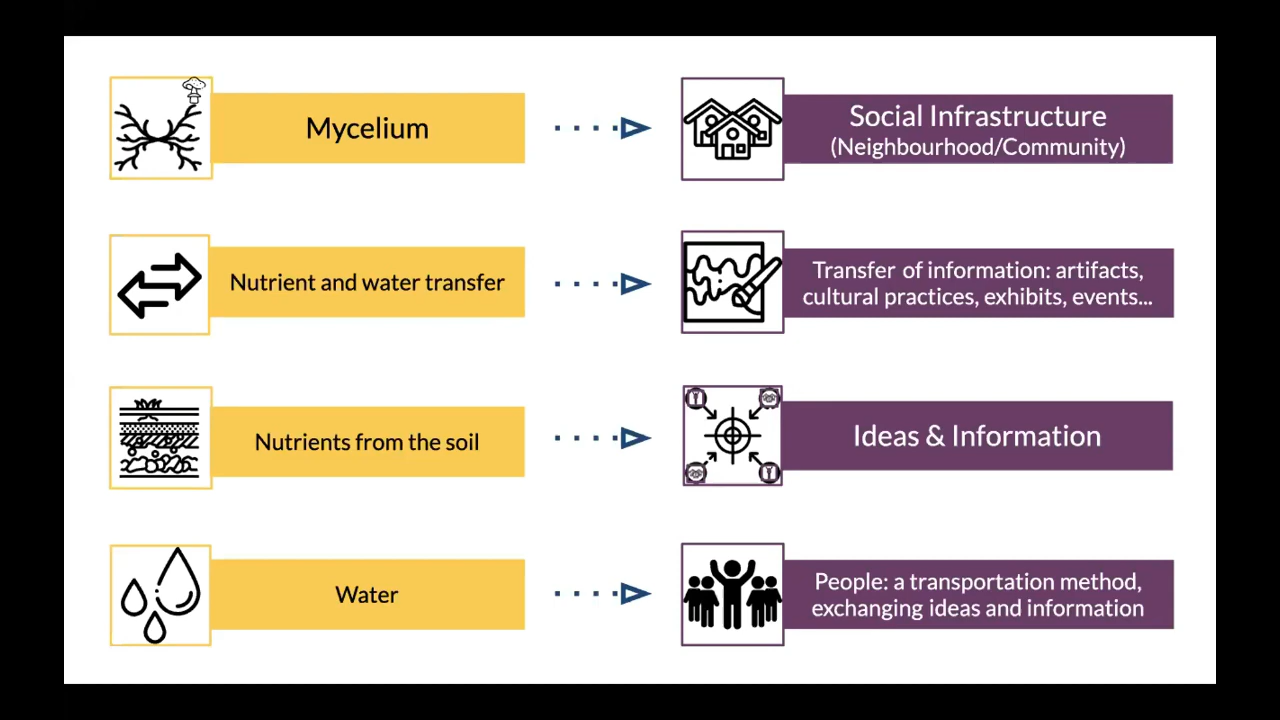 Mycelium
Social Infrastructure
(Neighbourhood/Community)
Nutrient and water transfer
Transfer of information: artifacts,
cultural practices, exhibits, events...
Nutrients from the soil
Ideas & Information
Water
People: a transportation method,
exchanging ideas and information